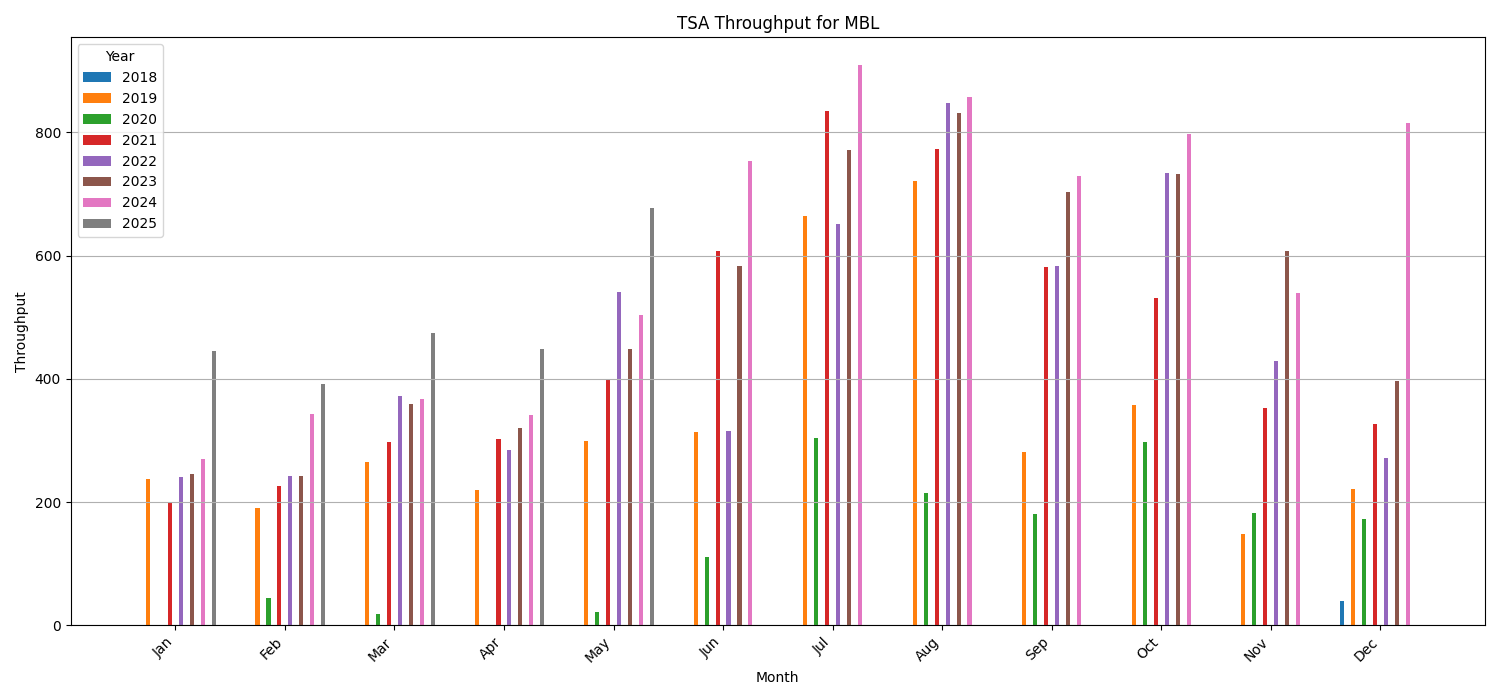 TSA Throughput for MBL
Year
2018
2019
2020
2021
2022
2023
2024
2025
Throughput
800
600
400
200
0
Jan
Feb
Mar
Apr
May
Jun
Jul
Aug
Sep
Oct
Nov
Dec
Month